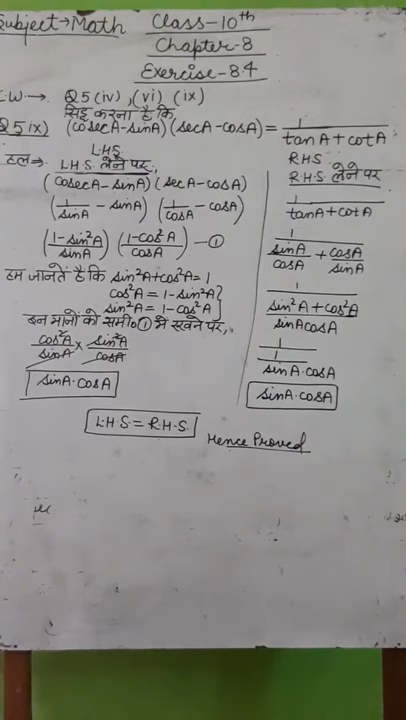 Subject→Math Class-10th
Chapter-8
Exercise-8.4
C.W→ Q5(iv),(vi) (ix)
सिद्ध करना है कि,
Q5 ix) (cosecA-sinA)(secA-cosA) = 1/(tanA+cotA)
L.H.S. R.H.S.
हल⇒ L.H.S. लेने पर,
(cosecA-sinA)(secA-cosA)
(1/sinA - sinA) (1/cosA - cosA)
((1-sin²A)/sinA) ((1-cos²A)/cosA) —①
हम जानते है कि sin²A+cos²A=1
cos²A=1-sin²A}
sin²A=1-cos²A}
इन मानों को समी० ① में रखने पर,
cos²A/sinA × sin²A/cosA
sinA·cosA
R.H.S. लेने पर
1/(tanA+cotA)
1/(sinA/cosA + cosA/sinA)
1/((sin²A+cos²A)/(sinAcosA))
1/(1/(sinA·cosA))
sinA·cosA
L.H.S.=R.H.S.
Hence Proved